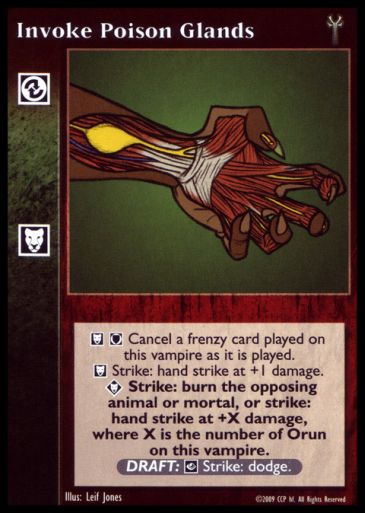 Invoke Poison Glands
Cancel a frenzy card played on
this vampire as it is played.
Strike: hand strike at +1 damage.
Strike: burn the opposing
animal or mortal, or strike:
hand strike at +X damage,
where X is the number of Orun
on this vampire.
DRAFT: Strike: dodge.
Illus: Leif Jones
©2009 CCP hf. All Rights Reserved